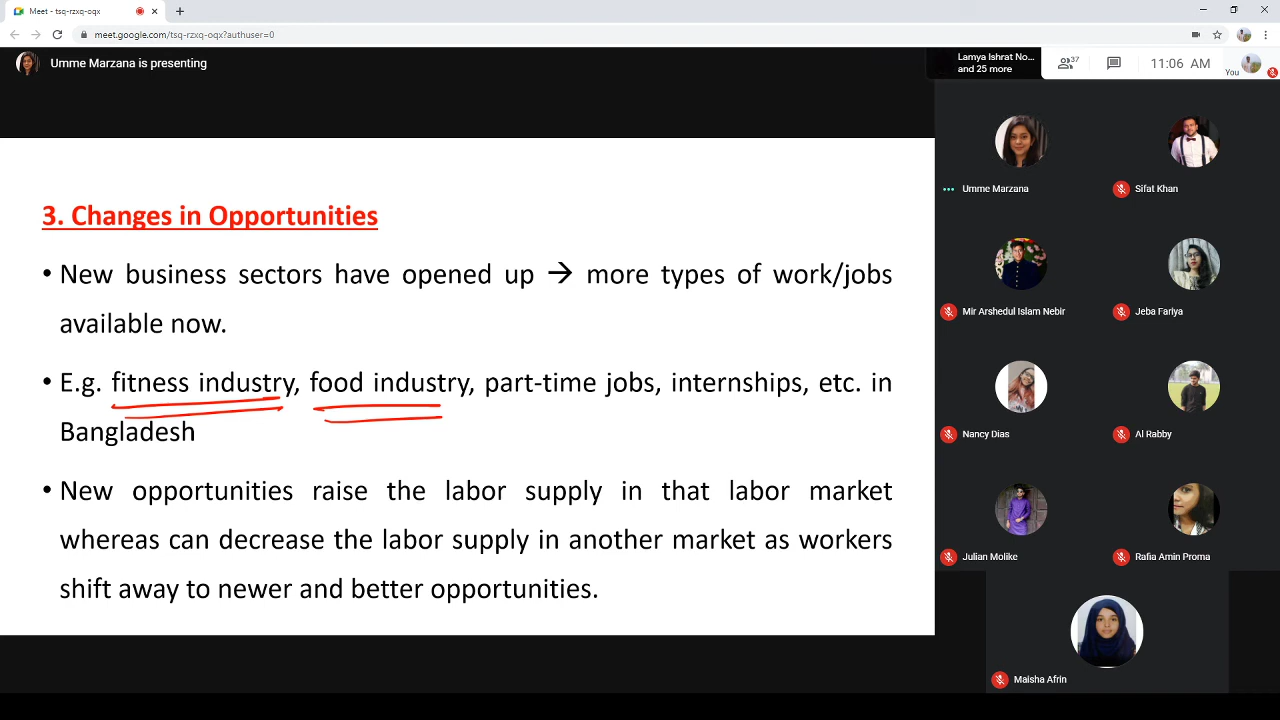 Meet - tsq-rzxq-oqx
meet.google.com/tsq-rzxq-oqx?authuser=0
Umme Marzana is presenting
Lamya Ishrat No...
and 25 more
37
11:06 AM
You
3. Changes in Opportunities
• New business sectors have opened up → more types of work/jobs
available now.
• E.g. fitness industry, food industry, part-time jobs, internships, etc. in
Bangladesh
• New opportunities raise the labor supply in that labor market
whereas can decrease the labor supply in another market as workers
shift away to newer and better opportunities.
Umme Marzana
Sifat Khan
Mir Arshedul Islam Nebir
Jeba Fariya
Nancy Dias
Al Rabby
Julian Molike
Rafia Amin Proma
Maisha Afrin